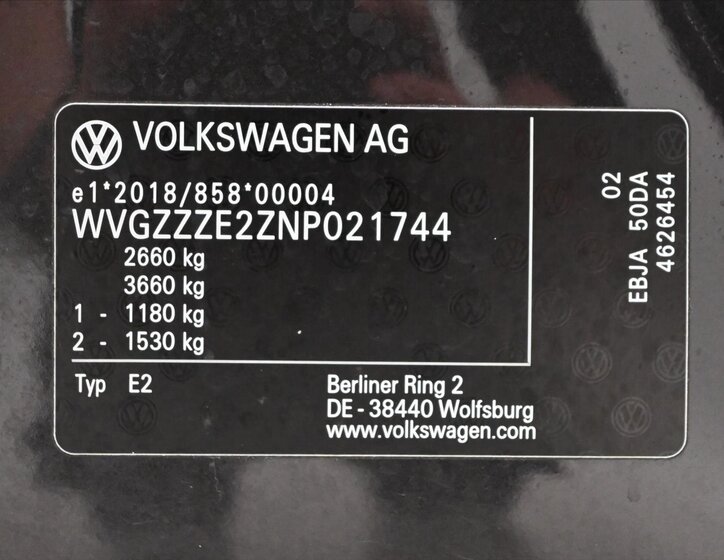 VOLKSWAGEN AG
e1*2018/858*00004
WVGZZZE2ZNP021744
2660 kg
3660 kg
1 - 1180 kg
2 - 1530 kg
Typ E2
Berliner Ring 2
DE - 38440 Wolfsburg
www.volkswagen.com
02
EBJA 50DA
4626454